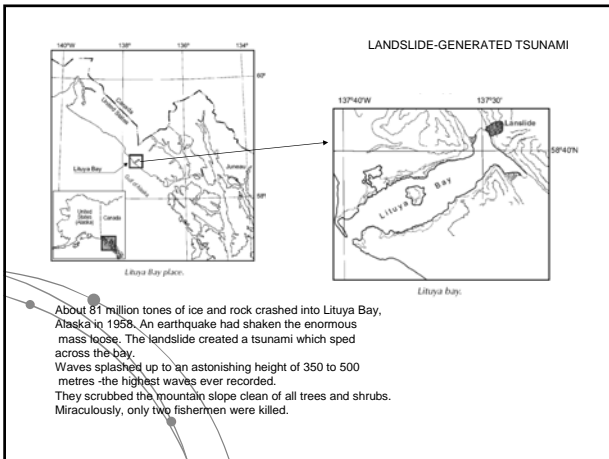 LANDSLIDE-GENERATED TSUNAMI
140°W 138° 136° 134°
60°
Canada
United States
Lituya Bay
Juneau
Gulf of Alaska
58°
United
States
(Alaska)
Canada
Lituya Bay place.
137°40'W 137°30'
Lanslide
58°40'N
Lituya Bay
Lituya bay.
About 81 million tones of ice and rock crashed into Lituya Bay,
Alaska in 1958. An earthquake had shaken the enormous
mass loose. The landslide created a tsunami which sped
across the bay.
Waves splashed up to an astonishing height of 350 to 500
metres -the highest waves ever recorded.
They scrubbed the mountain slope clean of all trees and shrubs.
Miraculously, only two fishermen were killed.